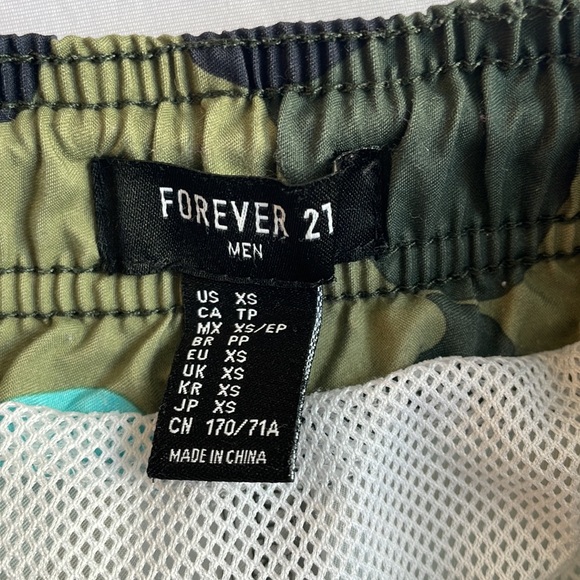 FOREVER 21
MEN
US XS
CA TP
MX XS/EP
BR PP
EU XS
UK XS
KR XS
JP XS
CN 170/71A
MADE IN CHINA